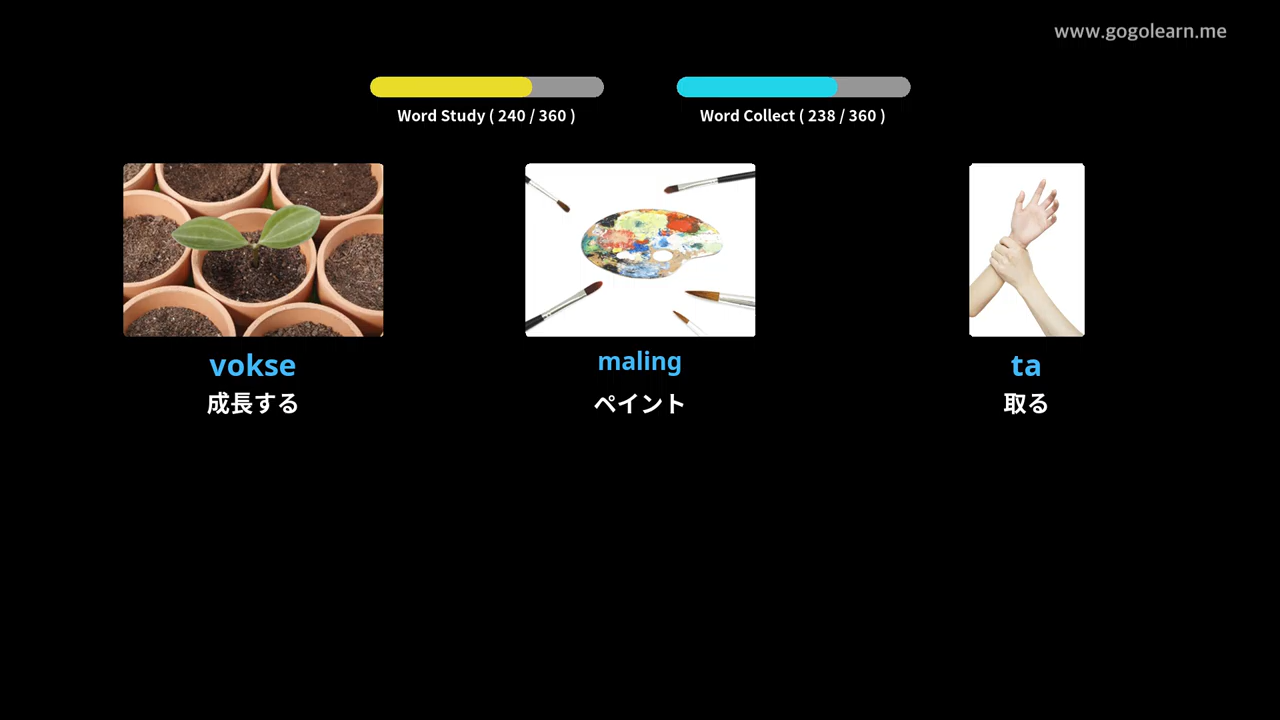 www.gogolearn.me
Word Study ( 240 / 360 )
Word Collect ( 238 / 360 )
vokse
maling
ta
成長する
ペイント
取る